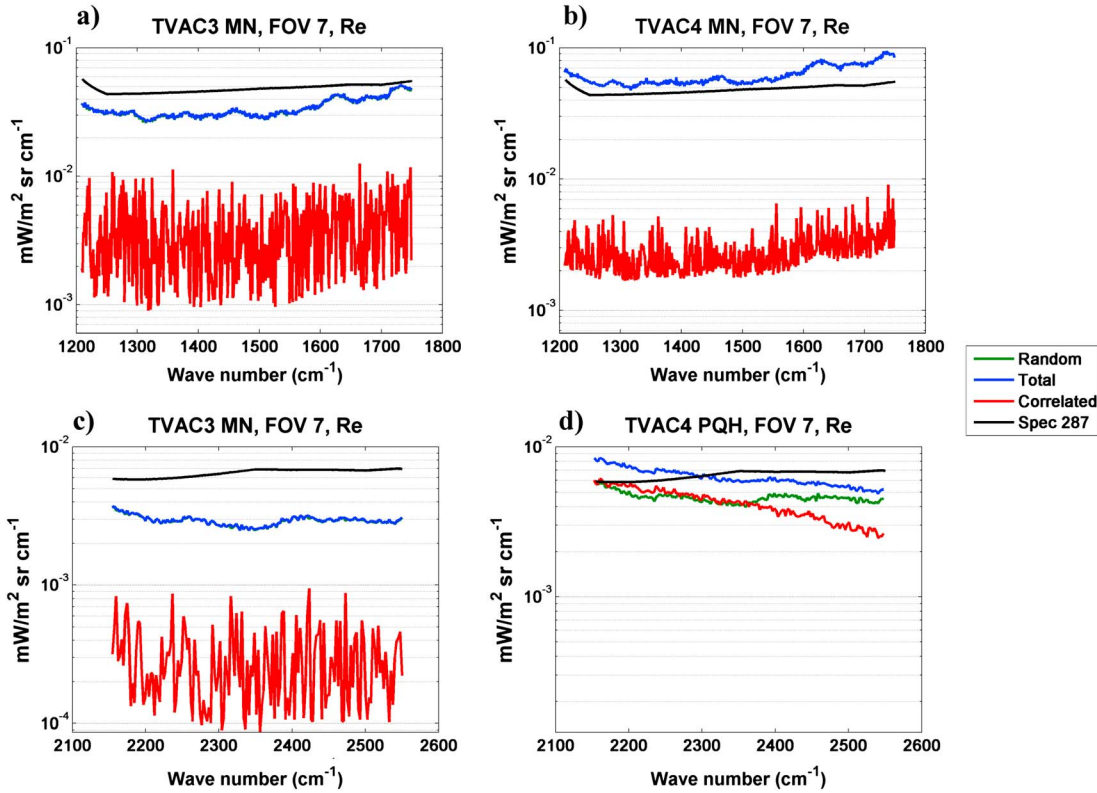 a)
TVAC3 MN, FOV 7, Re
10⁻¹
10⁻²
10⁻³
mW/m² sr cm⁻¹
1200 1300 1400 1500 1600 1700 1800
Wave number (cm⁻¹)
b)
TVAC4 MN, FOV 7, Re
10⁻¹
10⁻²
10⁻³
mW/m² sr cm⁻¹
1200 1300 1400 1500 1600 1700 1800
Wave number (cm⁻¹)
Random
Total
Correlated
Spec 287
c)
TVAC3 MN, FOV 7, Re
10⁻²
10⁻³
10⁻⁴
mW/m² sr cm⁻¹
2100 2200 2300 2400 2500 2600
Wave number (cm⁻¹)
d)
TVAC4 PQH, FOV 7, Re
10⁻²
10⁻³
mW/m² sr cm⁻¹
2100 2200 2300 2400 2500 2600
Wave number (cm⁻¹)